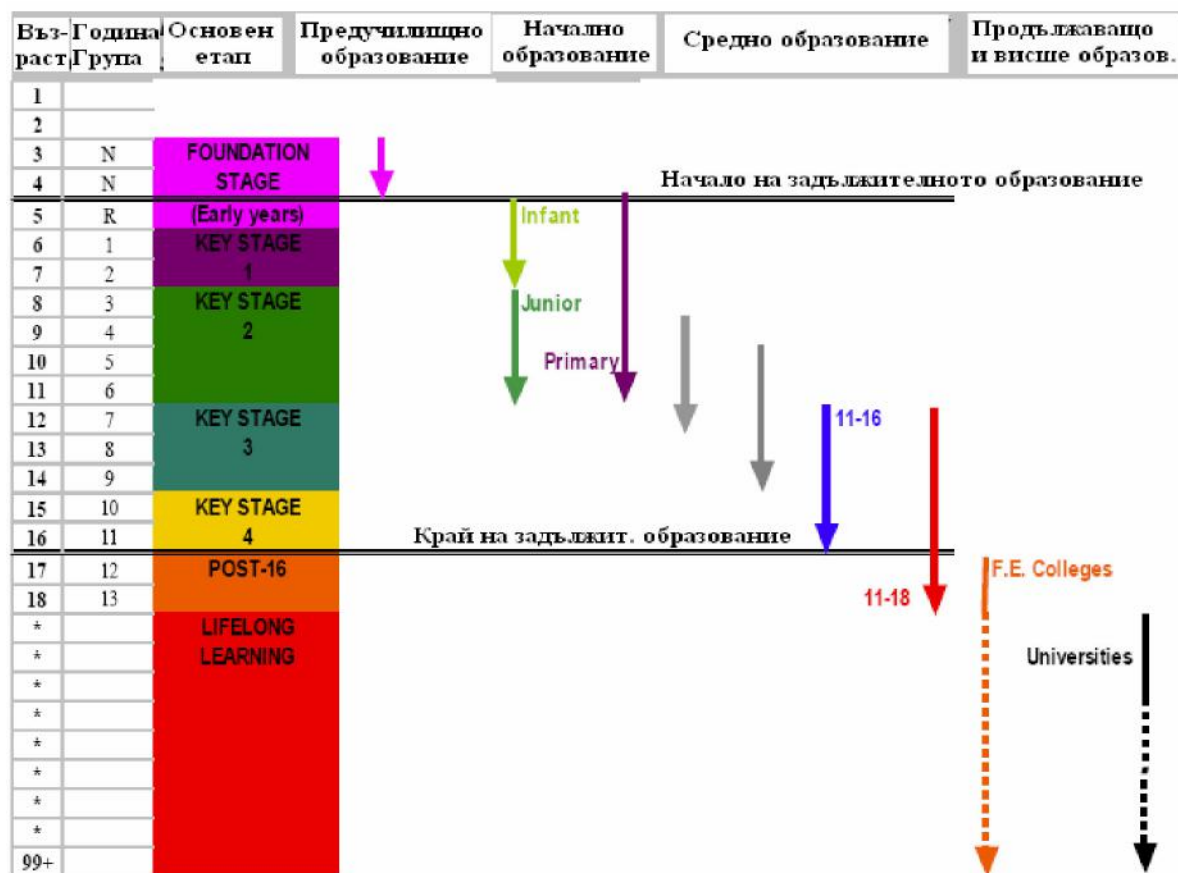 Въз-
раст
Година/
Група
Основен
етап
Предучилищно
образование
Начално
образование
Средно образование
Продължаващо
и висше образов.
1
2
3 N FOUNDATION
4 N STAGE
Начало на задължителното образование
5 R (Early years) Infant
6 1 KEY STAGE
7 2 1
8 3 KEY STAGE Junior
9 4 2
10 5 Primary
11 6
12 7 KEY STAGE 11-16
13 8 3
14 9
15 10 KEY STAGE
16 11 4 Край на задължит. образование
17 12 POST-16 F.E. Colleges
18 13 11-18
* LIFELONG
* LEARNING Universities
*
*
*
*
*
*
99+